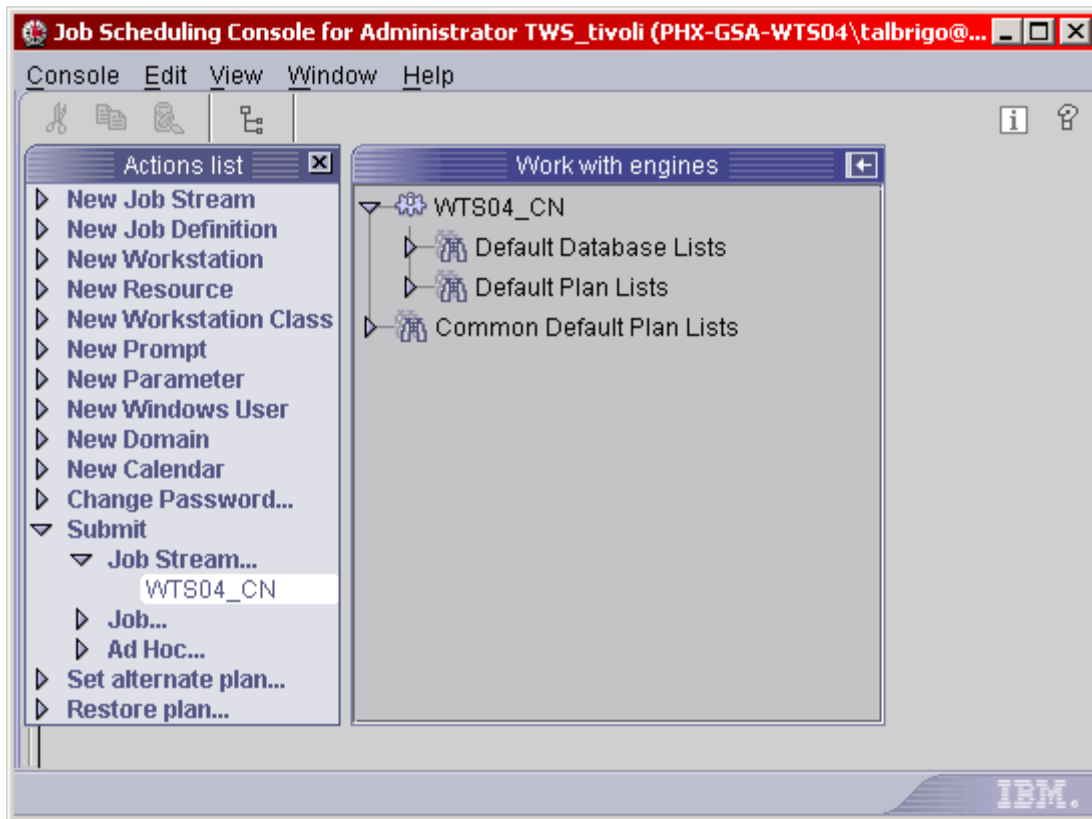 Job Scheduling Console for Administrator TWS_tivoli (PHX-GSA-WTS04\talbrigo@...
Console Edit View Window Help
Actions list
New Job Stream
New Job Definition
New Workstation
New Resource
New Workstation Class
New Prompt
New Parameter
New Windows User
New Domain
New Calendar
Change Password...
Submit
Job Stream...
WTS04_CN
Job...
Ad Hoc...
Set alternate plan...
Restore plan...
Work with engines
WTS04_CN
Default Database Lists
Default Plan Lists
Common Default Plan Lists
IBM.